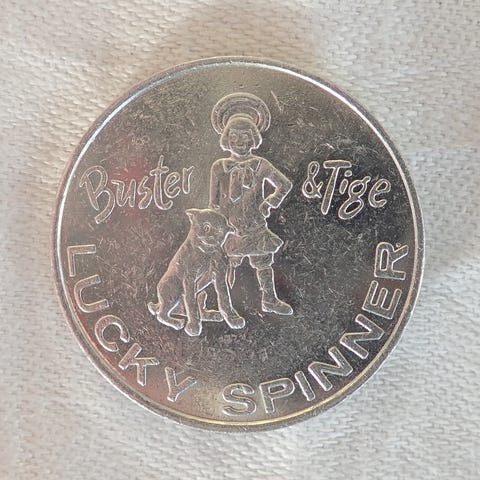 Buster & Tige
LUCKY SPINNER